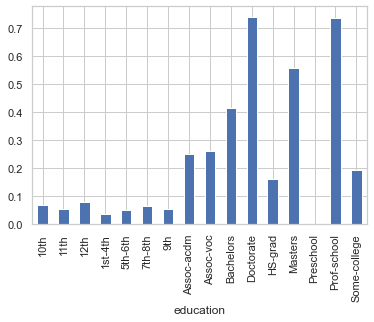 0.7
0.6
0.5
0.4
0.3
0.2
0.1
0.0
10th
11th
12th
1st-4th
5th-6th
7th-8th
9th
Assoc-acdm
Assoc-voc
Bachelors
Doctorate
HS-grad
Masters
Preschool
Prof-school
Some-college
education